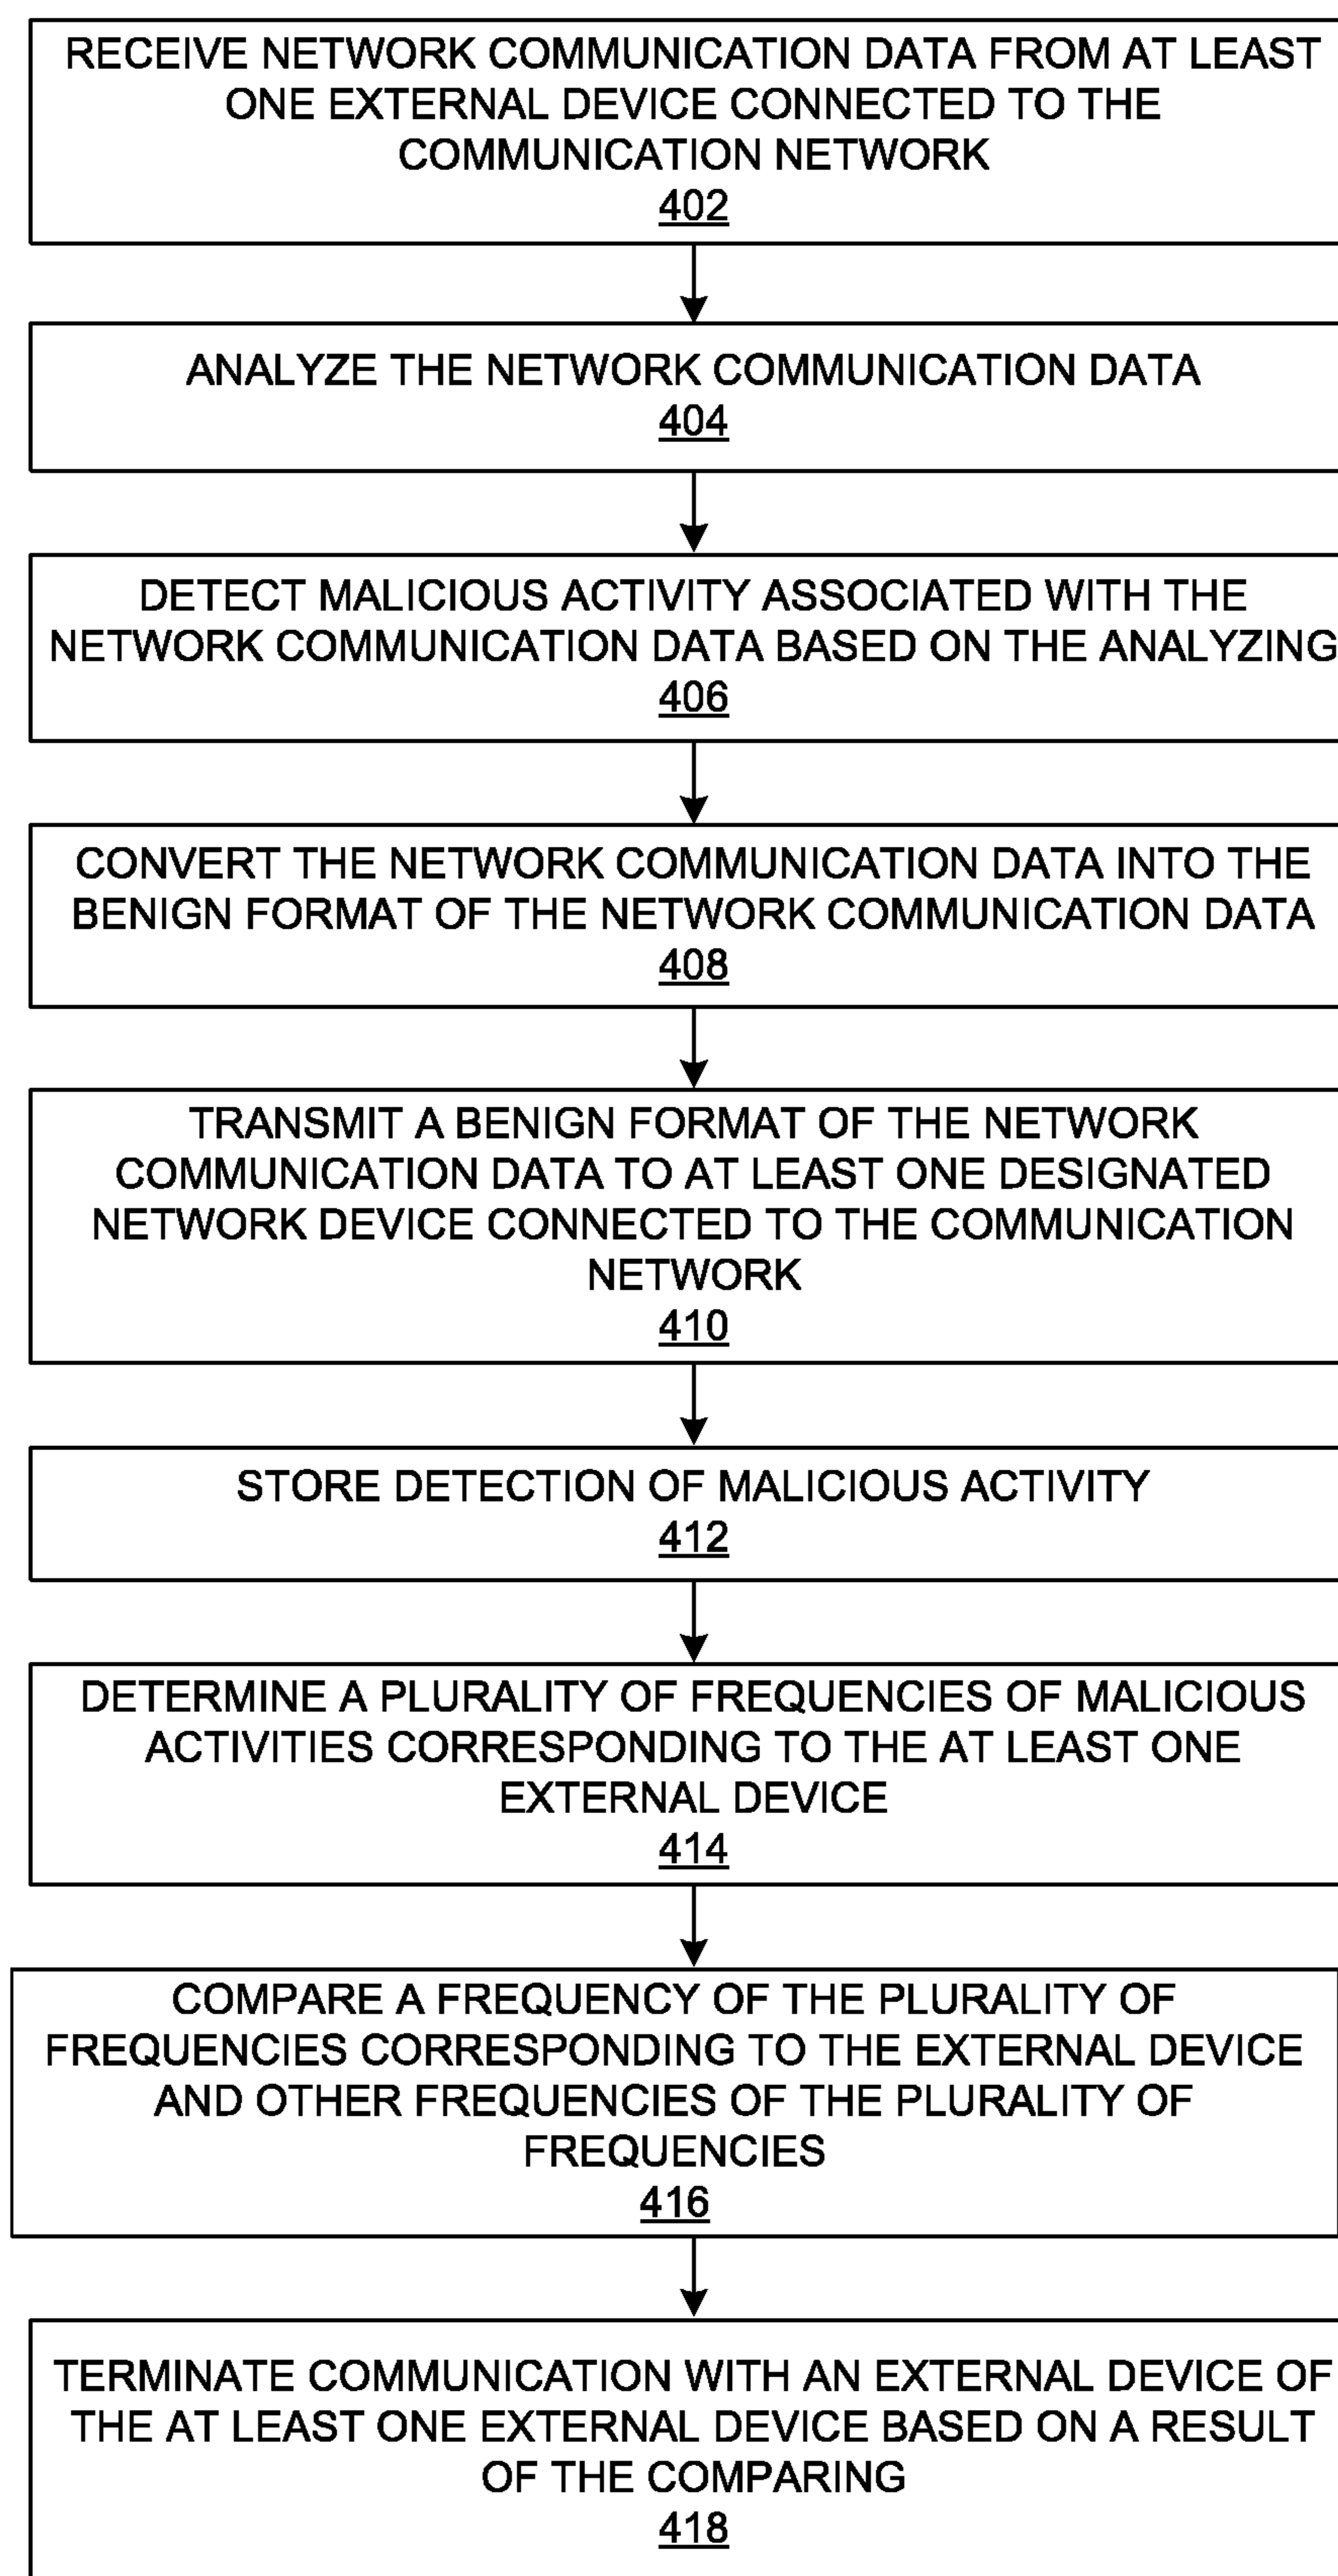 RECEIVE NETWORK COMMUNICATION DATA FROM AT LEAST
ONE EXTERNAL DEVICE CONNECTED TO THE
COMMUNICATION NETWORK
402
ANALYZE THE NETWORK COMMUNICATION DATA
404
DETECT MALICIOUS ACTIVITY ASSOCIATED WITH THE
NETWORK COMMUNICATION DATA BASED ON THE ANALYZING
406
CONVERT THE NETWORK COMMUNICATION DATA INTO THE
BENIGN FORMAT OF THE NETWORK COMMUNICATION DATA
408
TRANSMIT A BENIGN FORMAT OF THE NETWORK
COMMUNICATION DATA TO AT LEAST ONE DESIGNATED
NETWORK DEVICE CONNECTED TO THE COMMUNICATION
NETWORK
410
STORE DETECTION OF MALICIOUS ACTIVITY
412
DETERMINE A PLURALITY OF FREQUENCIES OF MALICIOUS
ACTIVITIES CORRESPONDING TO THE AT LEAST ONE
EXTERNAL DEVICE
414
COMPARE A FREQUENCY OF THE PLURALITY OF
FREQUENCIES CORRESPONDING TO THE EXTERNAL DEVICE
AND OTHER FREQUENCIES OF THE PLURALITY OF
FREQUENCIES
416
TERMINATE COMMUNICATION WITH AN EXTERNAL DEVICE OF
THE AT LEAST ONE EXTERNAL DEVICE BASED ON A RESULT
OF THE COMPARING
418